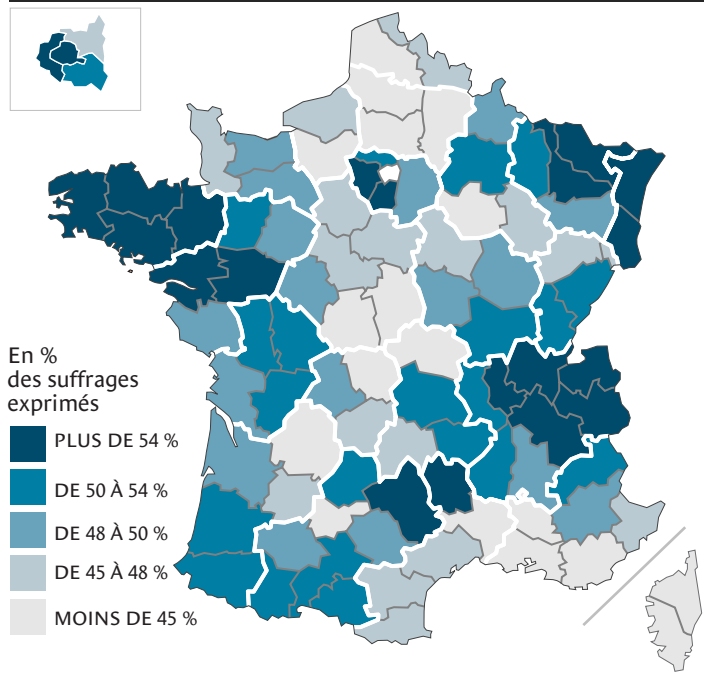 En %
des suffrages
exprimés
PLUS DE 54 %
DE 50 À 54 %
DE 48 À 50 %
DE 45 À 48 %
MOINS DE 45 %